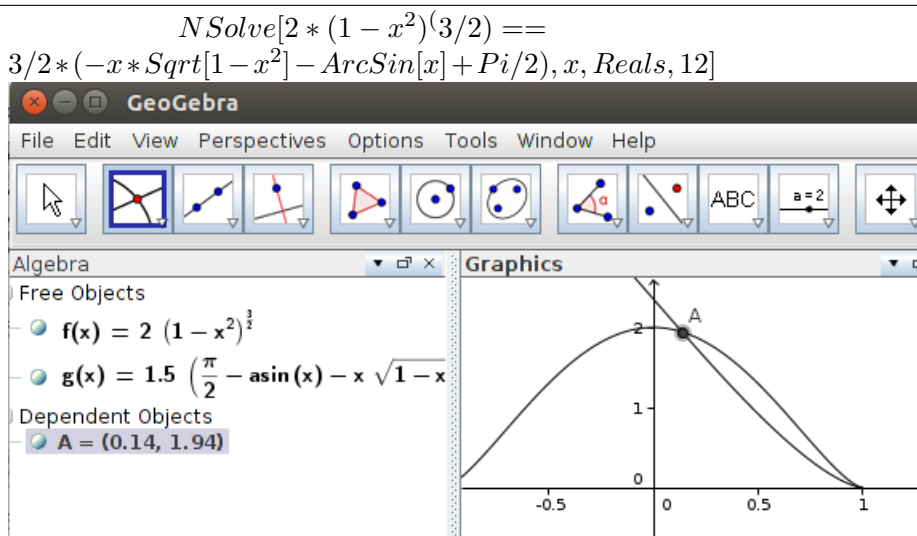 NSolve[2 ∗ (1 − x²)⁽3/2) ==
3/2∗(−x∗Sqrt[1−x²]−ArcSin[x]+Pi/2), x, Reals, 12]
GeoGebra
File Edit View Perspectives Options Tools Window Help
α ABC a=2
Algebra
Graphics
Free Objects
f(x) = 2 (1 − x²)^(3/2)
g(x) = 1.5 (π/2 − asin(x) − x √1 − x
Dependent Objects
A = (0.14, 1.94)
A
2
1
0
-0.5 0 0.5 1